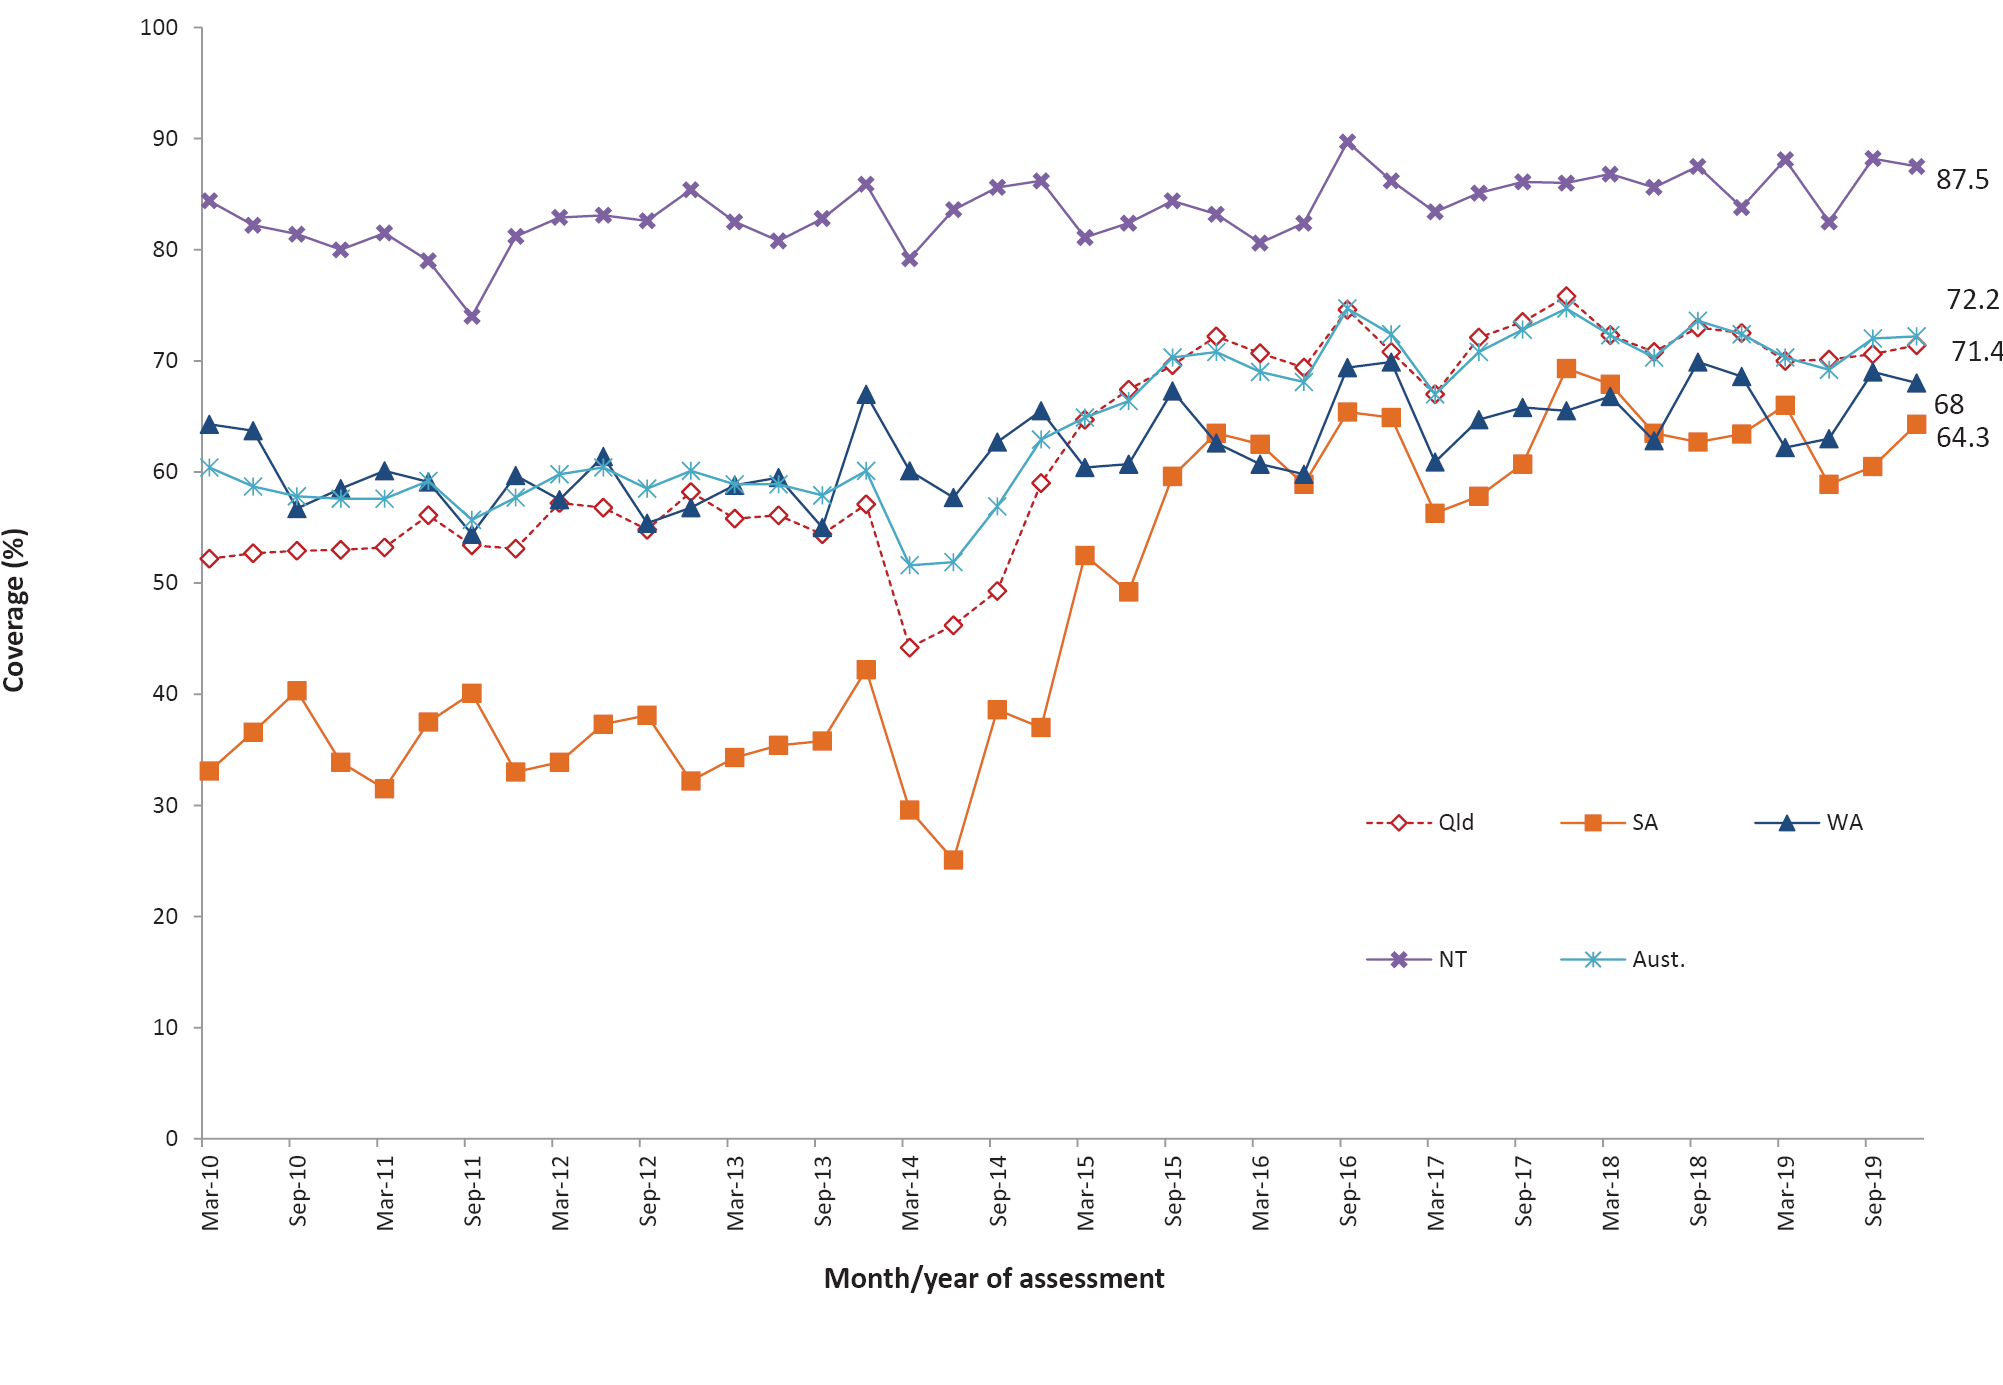 100
90
80
70
60
50
40
30
20
10
0
Coverage (%)
87.5
72.2
71.4
68
64.3
Qld
SA
WA
NT
Aust.
Mar-10
Sep-10
Mar-11
Sep-11
Mar-12
Sep-12
Mar-13
Sep-13
Mar-14
Sep-14
Mar-15
Sep-15
Mar-16
Sep-16
Mar-17
Sep-17
Mar-18
Sep-18
Mar-19
Sep-19
Month/year of assessment